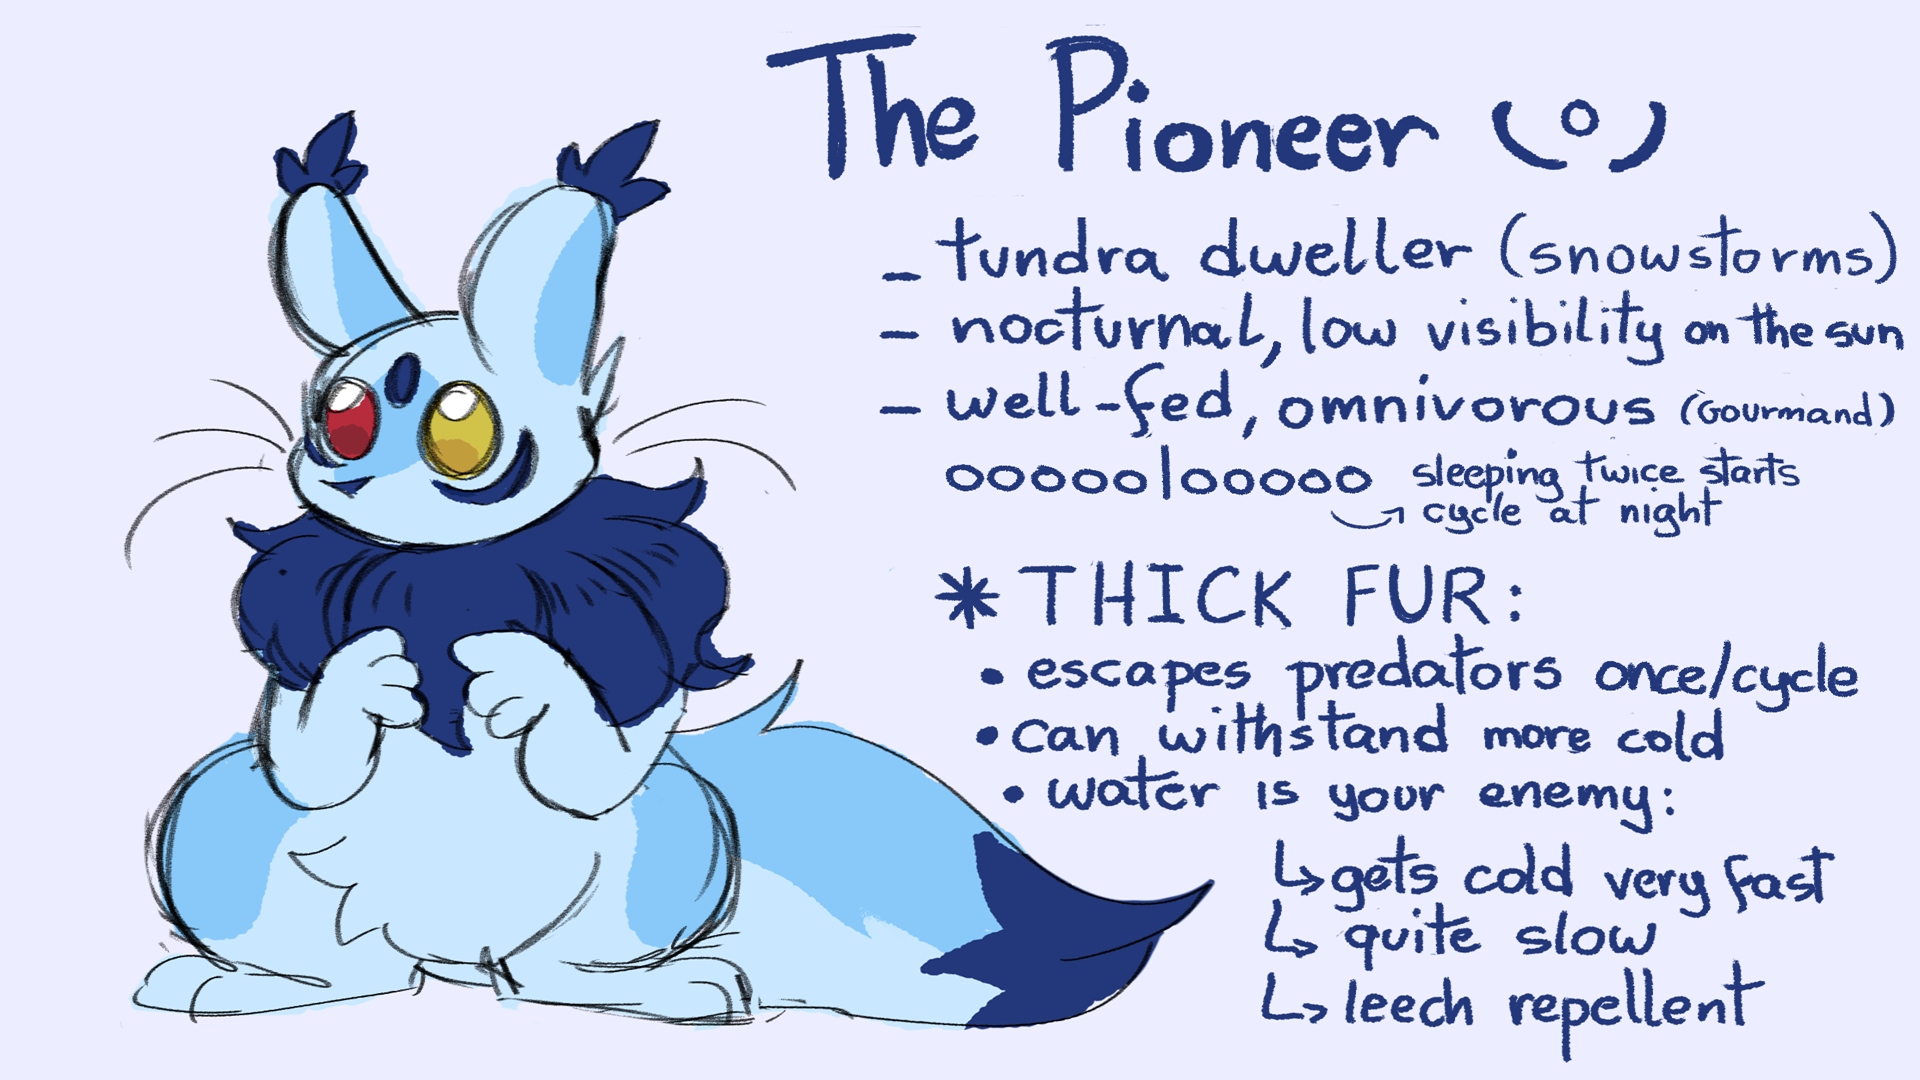 The Pioneer
- tundra dweller (snowstorms)
- nocturnal, low visibility on the sun
- well-fed, omnivorous (Gourmand)
ooooo|ooooo sleeping twice starts
→ cycle at night
* THICK FUR:
• escapes predators once/cycle
• can withstand more cold
• water is your enemy:
↳ gets cold very fast
↳ quite slow
↳ leech repellent